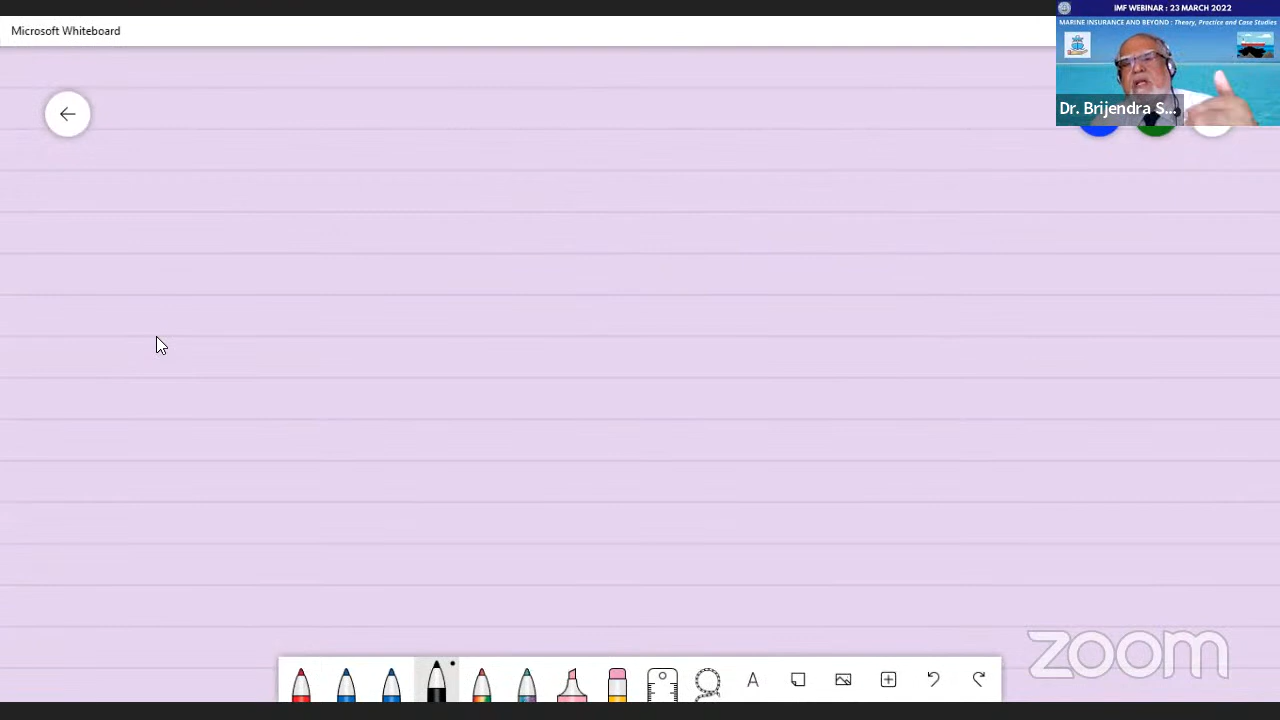 Microsoft Whiteboard
IMF WEBINAR : 23 MARCH 2022
MARINE INSURANCE AND BEYOND : Theory, Practice and Case Studies
Dr. Brijendra S...
A
zoom